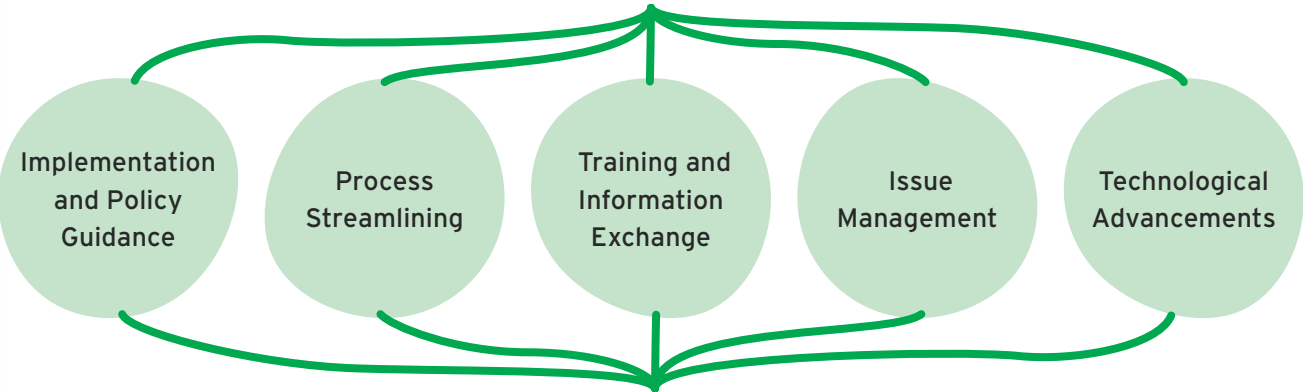 Implementation
and Policy
Guidance
Process
Streamlining
Training and
Information
Exchange
Issue
Management
Technological
Advancements